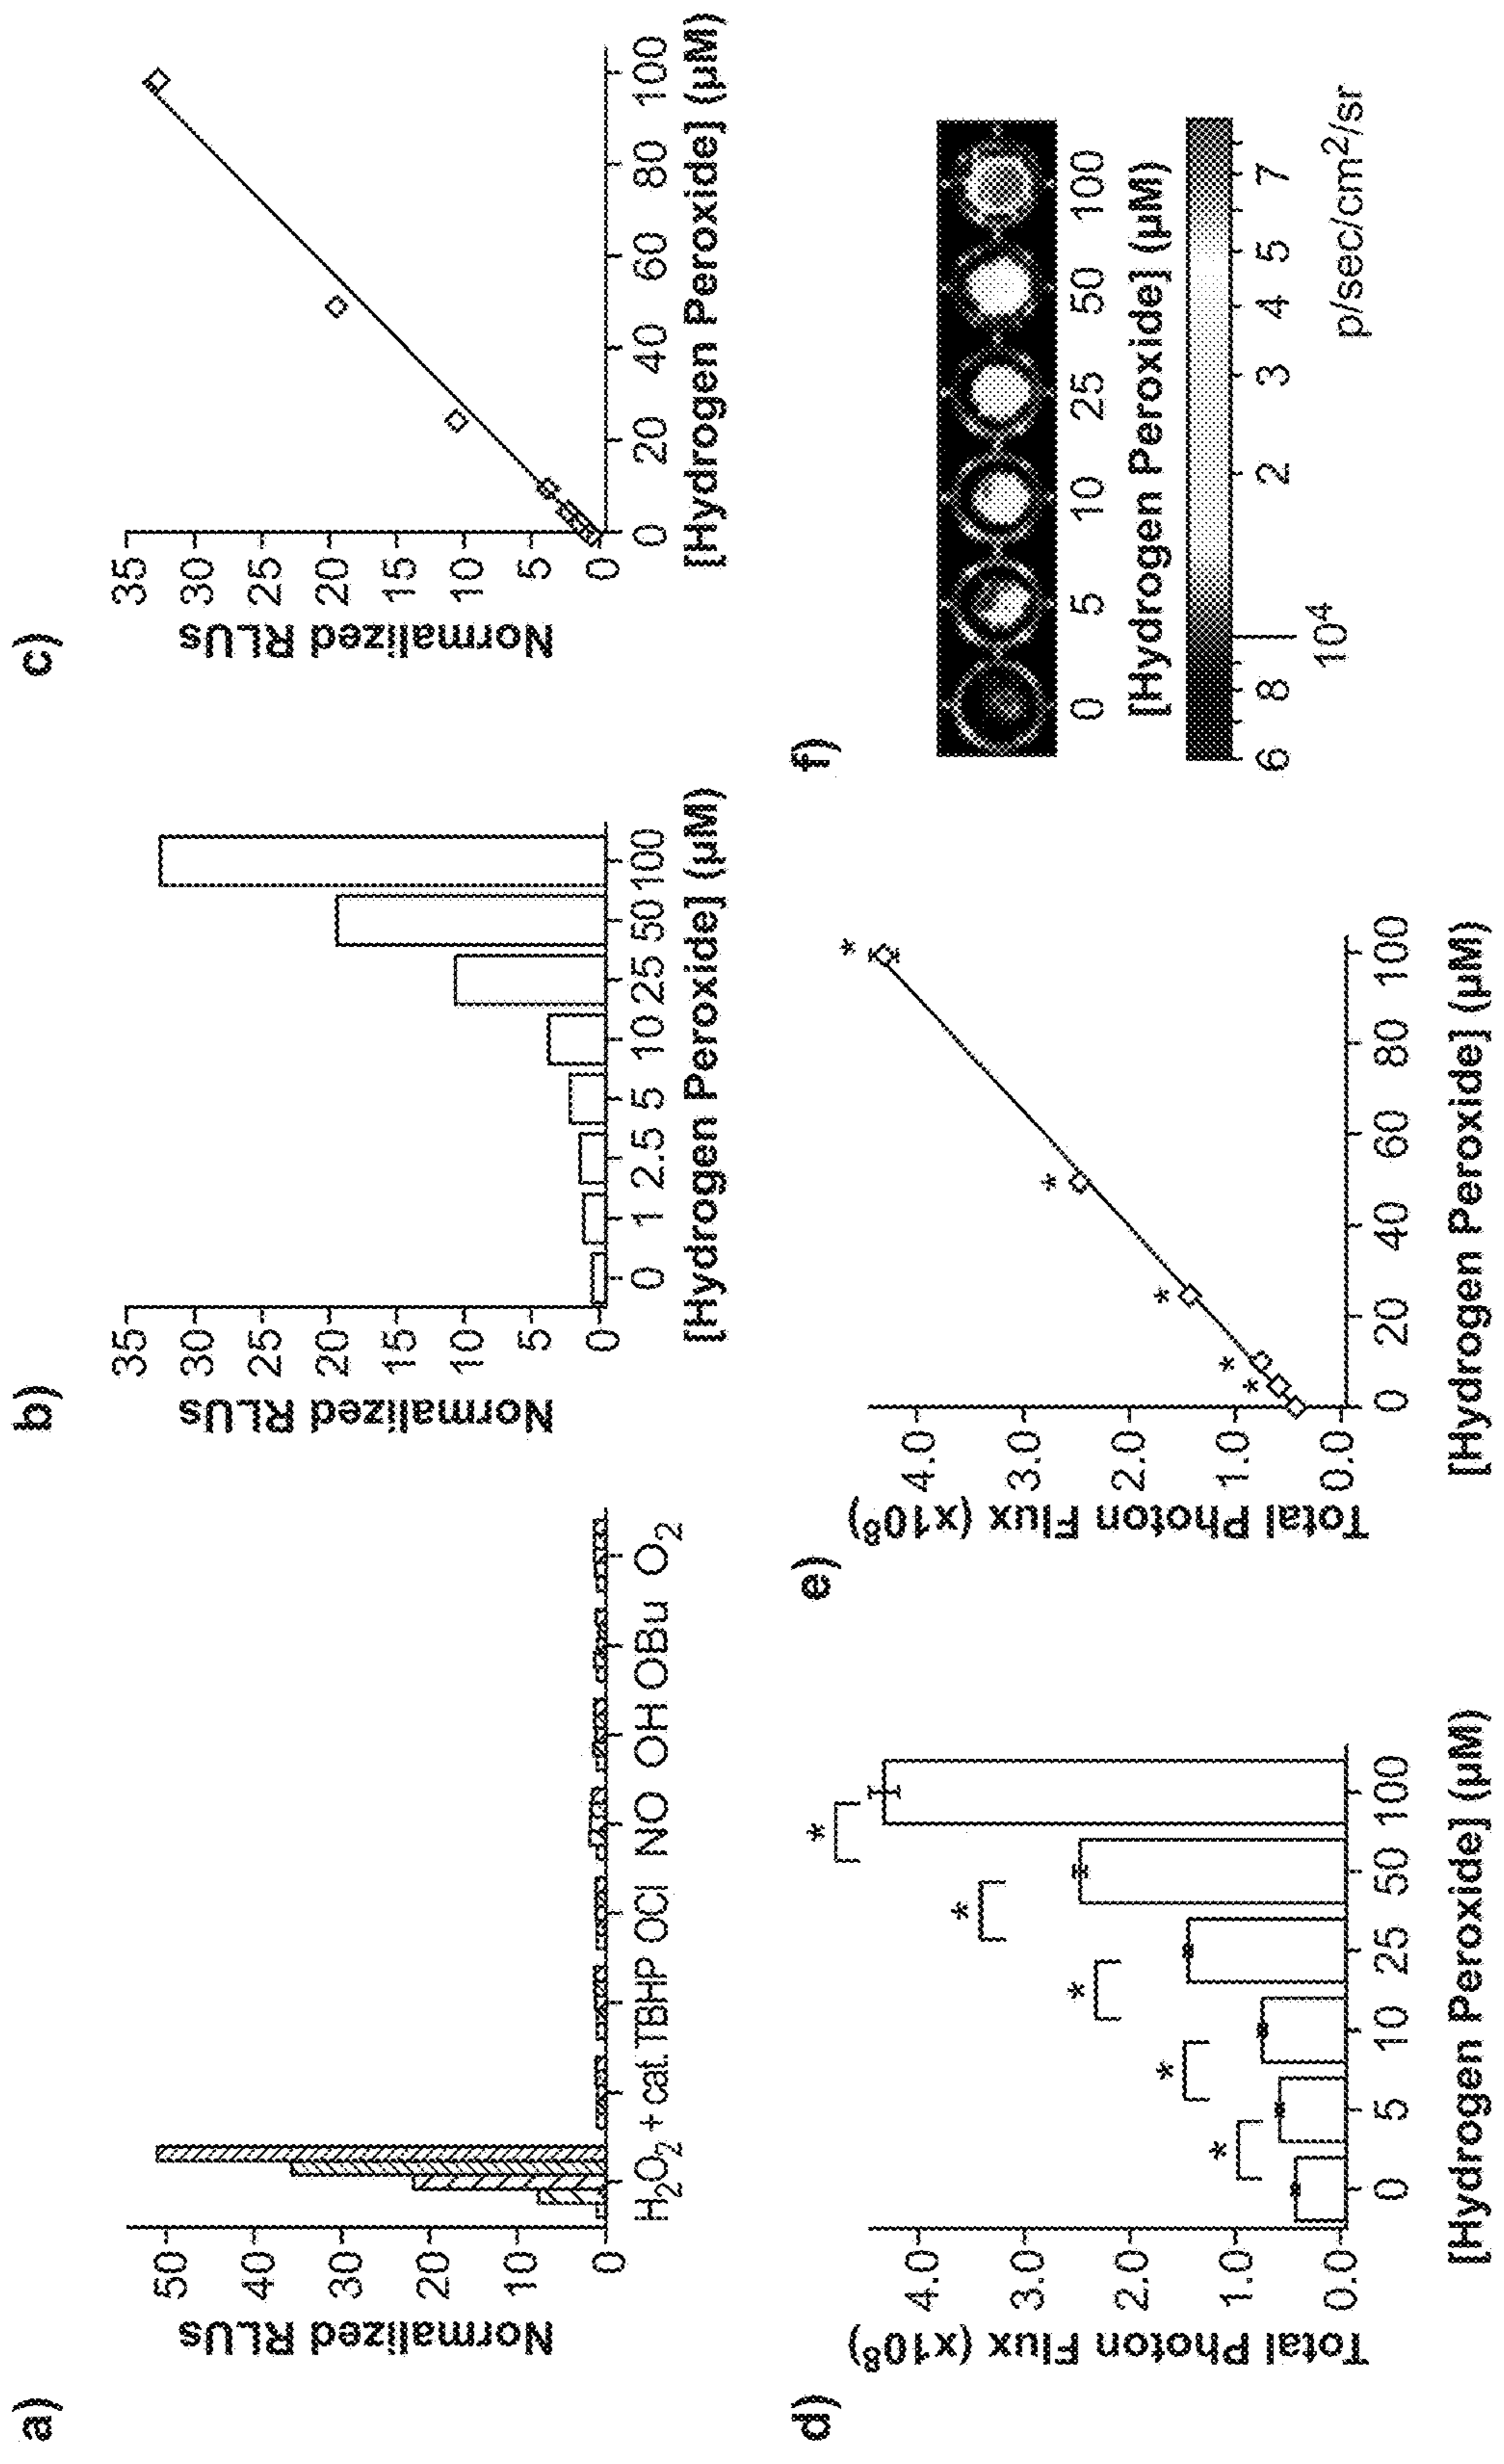 a)
Normalized RLUs
50
40
30
20
10
0
H2O2 + cat. TBHP OCl NO OH OBu O2
b)
Normalized RLUs
35
30
25
20
15
10
5
0
0 1 2.5 5 10 25 50 100
[Hydrogen Peroxide] (µM)
c)
Normalized RLUs
35
30
25
20
15
10
5
0
0 20 40 60 80 100
[Hydrogen Peroxide] (µM)
d)
Total Photon Flux (x10⁸)
4.0
3.0
2.0
1.0
0.0
* * * * *
0 5 10 25 50 100
[Hydrogen Peroxide] (µM)
e)
Total Photon Flux (x10⁸)
4.0
3.0
2.0
1.0
0.0
* * * * *
0 20 40 60 80 100
[Hydrogen Peroxide] (µM)
f)
0 5 10 25 50 100
[Hydrogen Peroxide] (µM)
6 8 2 3 4 5 7
10⁴
p/sec/cm²/sr